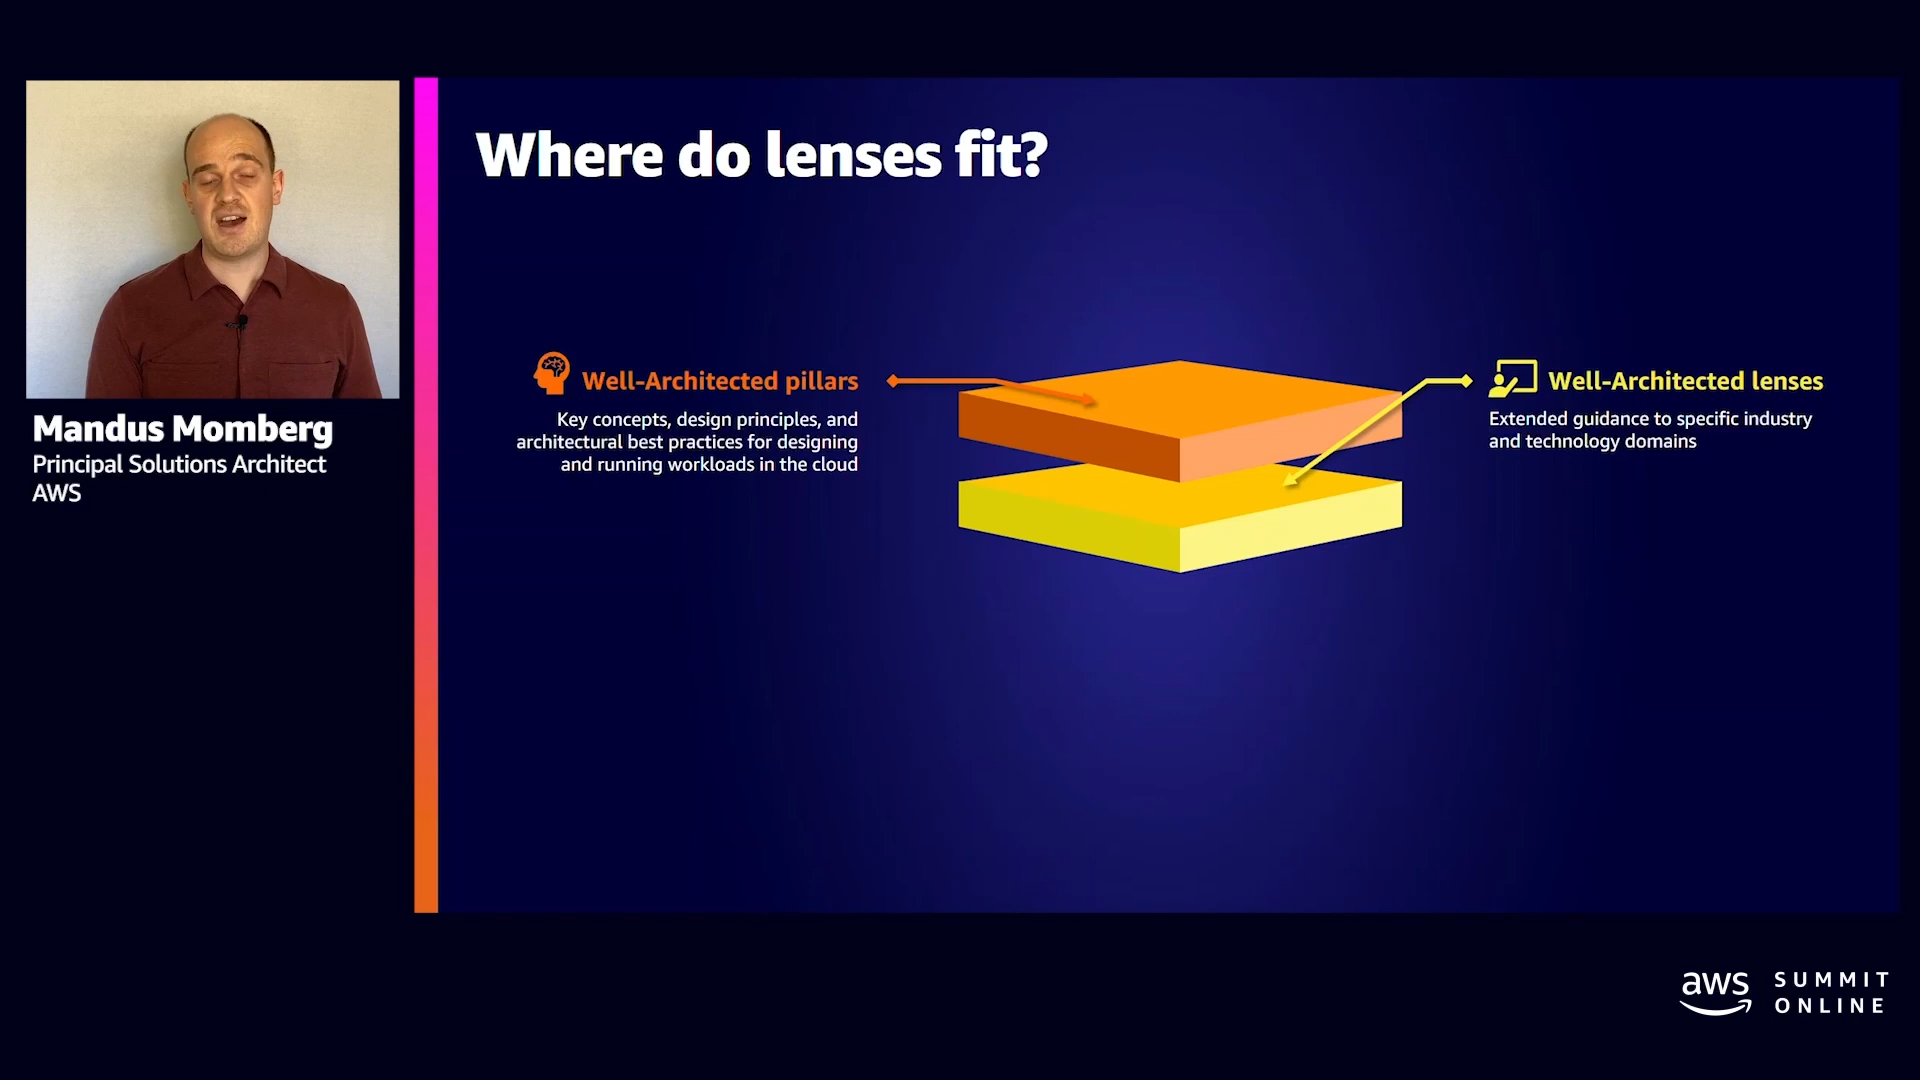 Where do lenses fit?
Mandus Momberg
Principal Solutions Architect
AWS
Well-Architected pillars
Key concepts, design principles, and
architectural best practices for designing
and running workloads in the cloud
Well-Architected lenses
Extended guidance to specific industry
and technology domains
aws
SUMMIT
ONLINE